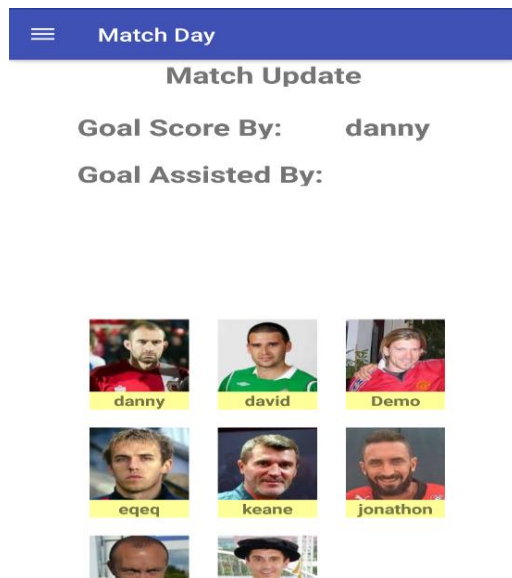 Match Day
Match Update
Goal Score By: danny
Goal Assisted By:
danny david Demo
eqeq keane jonathon